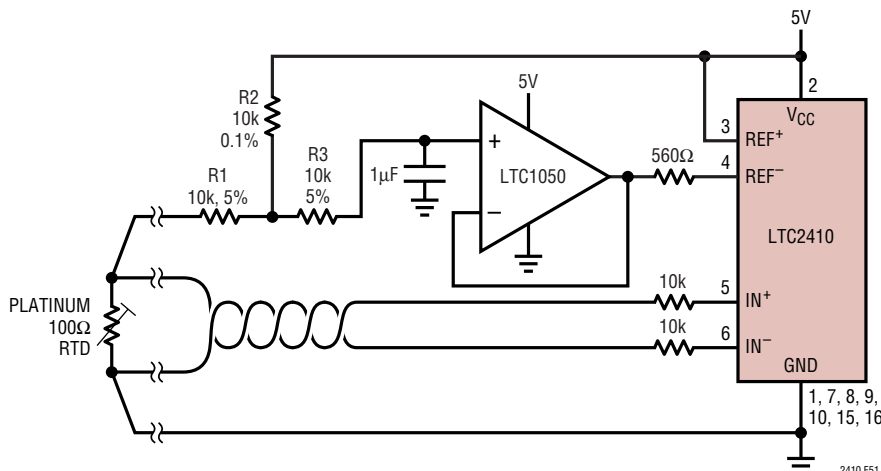 5V
2
R2
10k
0.1%
5V
V_CC
3
REF⁺
R3
10k
5%
+
560Ω
4
REF⁻
1µF
LTC1050
R1
10k, 5%
−
LTC2410
PLATINUM
100Ω
RTD
10k
5
IN⁺
10k
6
IN⁻
GND
1, 7, 8, 9,
10, 15, 16
2410 F51